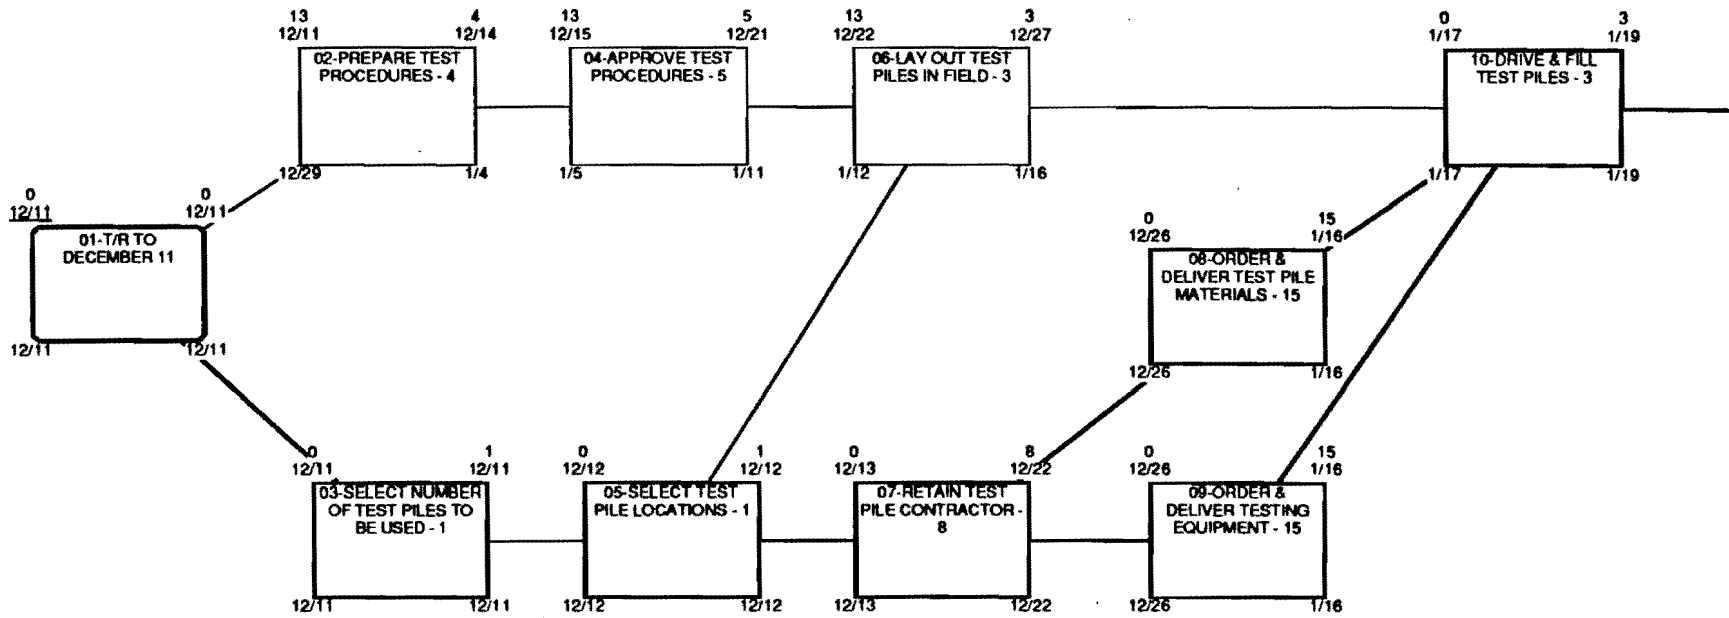 13 4
12/11 12/14
02-PREPARE TEST
PROCEDURES - 4
12/29 1/4
13 5
12/15 12/21
04-APPROVE TEST
PROCEDURES - 5
1/5 1/11
13 3
12/22 12/27
06-LAY OUT TEST
PILES IN FIELD - 3
1/12 1/16
0 3
1/17 1/19
10-DRIVE & FILL
TEST PILES - 3
1/17 1/19
0 0
12/11 12/11
01-T/R TO
DECEMBER 11
12/11 12/11
0 15
12/26 1/16
08-ORDER &
DELIVER TEST PILE
MATERIALS - 15
12/26 1/16
0 1
12/11 12/11
03-SELECT NUMBER
OF TEST PILES TO
BE USED - 1
12/11 12/11
0 1
12/12 12/12
05-SELECT TEST
PILE LOCATIONS - 1
12/12 12/12
0 8
12/13 12/22
07-RETAIN TEST
PILE CONTRACTOR -
8
12/13 12/22
0 15
12/26 1/16
09-ORDER &
DELIVER TESTING
EQUIPMENT - 15
12/26 1/16